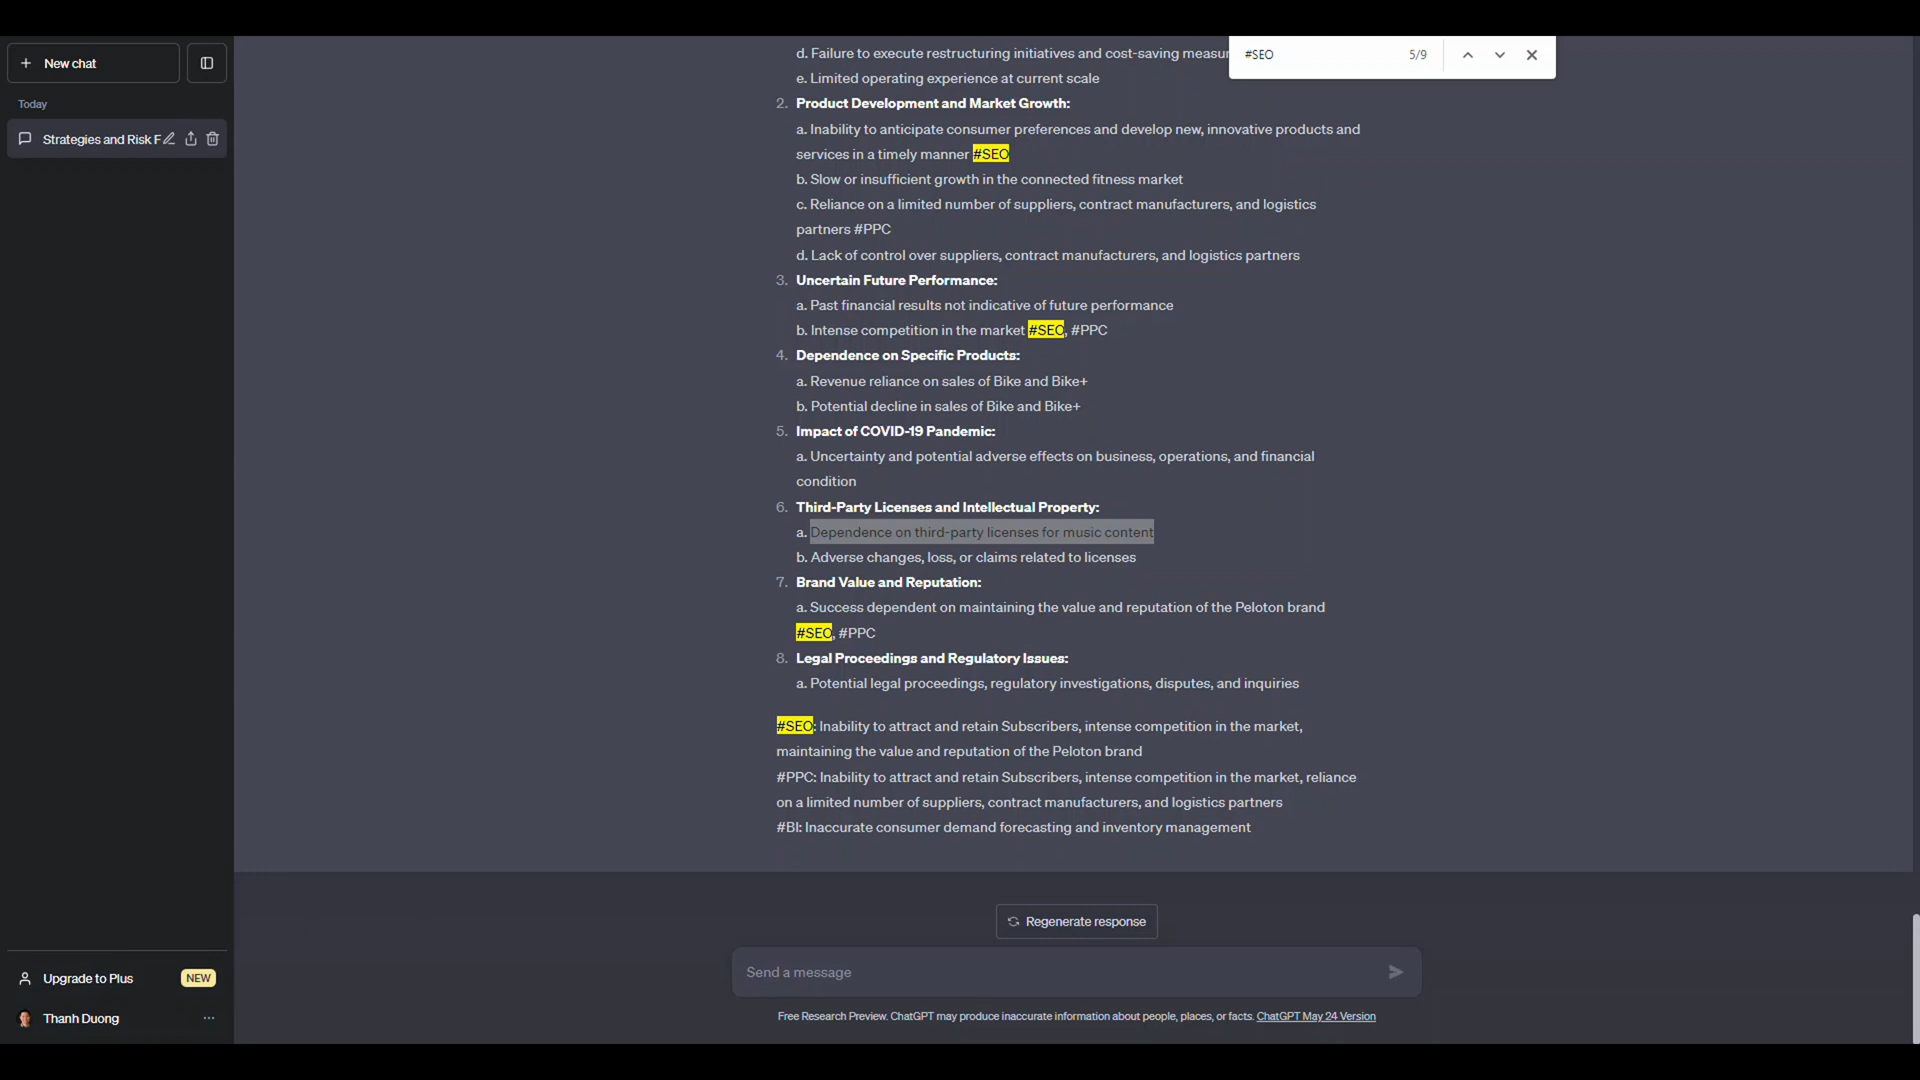 New chat
Today
Strategies and Risk F
Upgrade to Plus
NEW
Thanh Duong
...
#SEO
5/9
d. Failure to execute restructuring initiatives and cost-saving measur
e. Limited operating experience at current scale
2. Product Development and Market Growth:
a. Inability to anticipate consumer preferences and develop new, innovative products and
services in a timely manner #SEO
b. Slow or insufficient growth in the connected fitness market
c. Reliance on a limited number of suppliers, contract manufacturers, and logistics
partners #PPC
d. Lack of control over suppliers, contract manufacturers, and logistics partners
3. Uncertain Future Performance:
a. Past financial results not indicative of future performance
b. Intense competition in the market #SEO, #PPC
4. Dependence on Specific Products:
a. Revenue reliance on sales of Bike and Bike+
b. Potential decline in sales of Bike and Bike+
5. Impact of COVID-19 Pandemic:
a. Uncertainty and potential adverse effects on business, operations, and financial
condition
6. Third-Party Licenses and Intellectual Property:
a. Dependence on third-party licenses for music content
b. Adverse changes, loss, or claims related to licenses
7. Brand Value and Reputation:
a. Success dependent on maintaining the value and reputation of the Peloton brand
#SEO, #PPC
8. Legal Proceedings and Regulatory Issues:
a. Potential legal proceedings, regulatory investigations, disputes, and inquiries
#SEO: Inability to attract and retain Subscribers, intense competition in the market,
maintaining the value and reputation of the Peloton brand
#PPC: Inability to attract and retain Subscribers, intense competition in the market, reliance
on a limited number of suppliers, contract manufacturers, and logistics partners
#BI: Inaccurate consumer demand forecasting and inventory management
Regenerate response
Send a message
Free Research Preview. ChatGPT may produce inaccurate information about people, places, or facts. ChatGPT May 24 Version